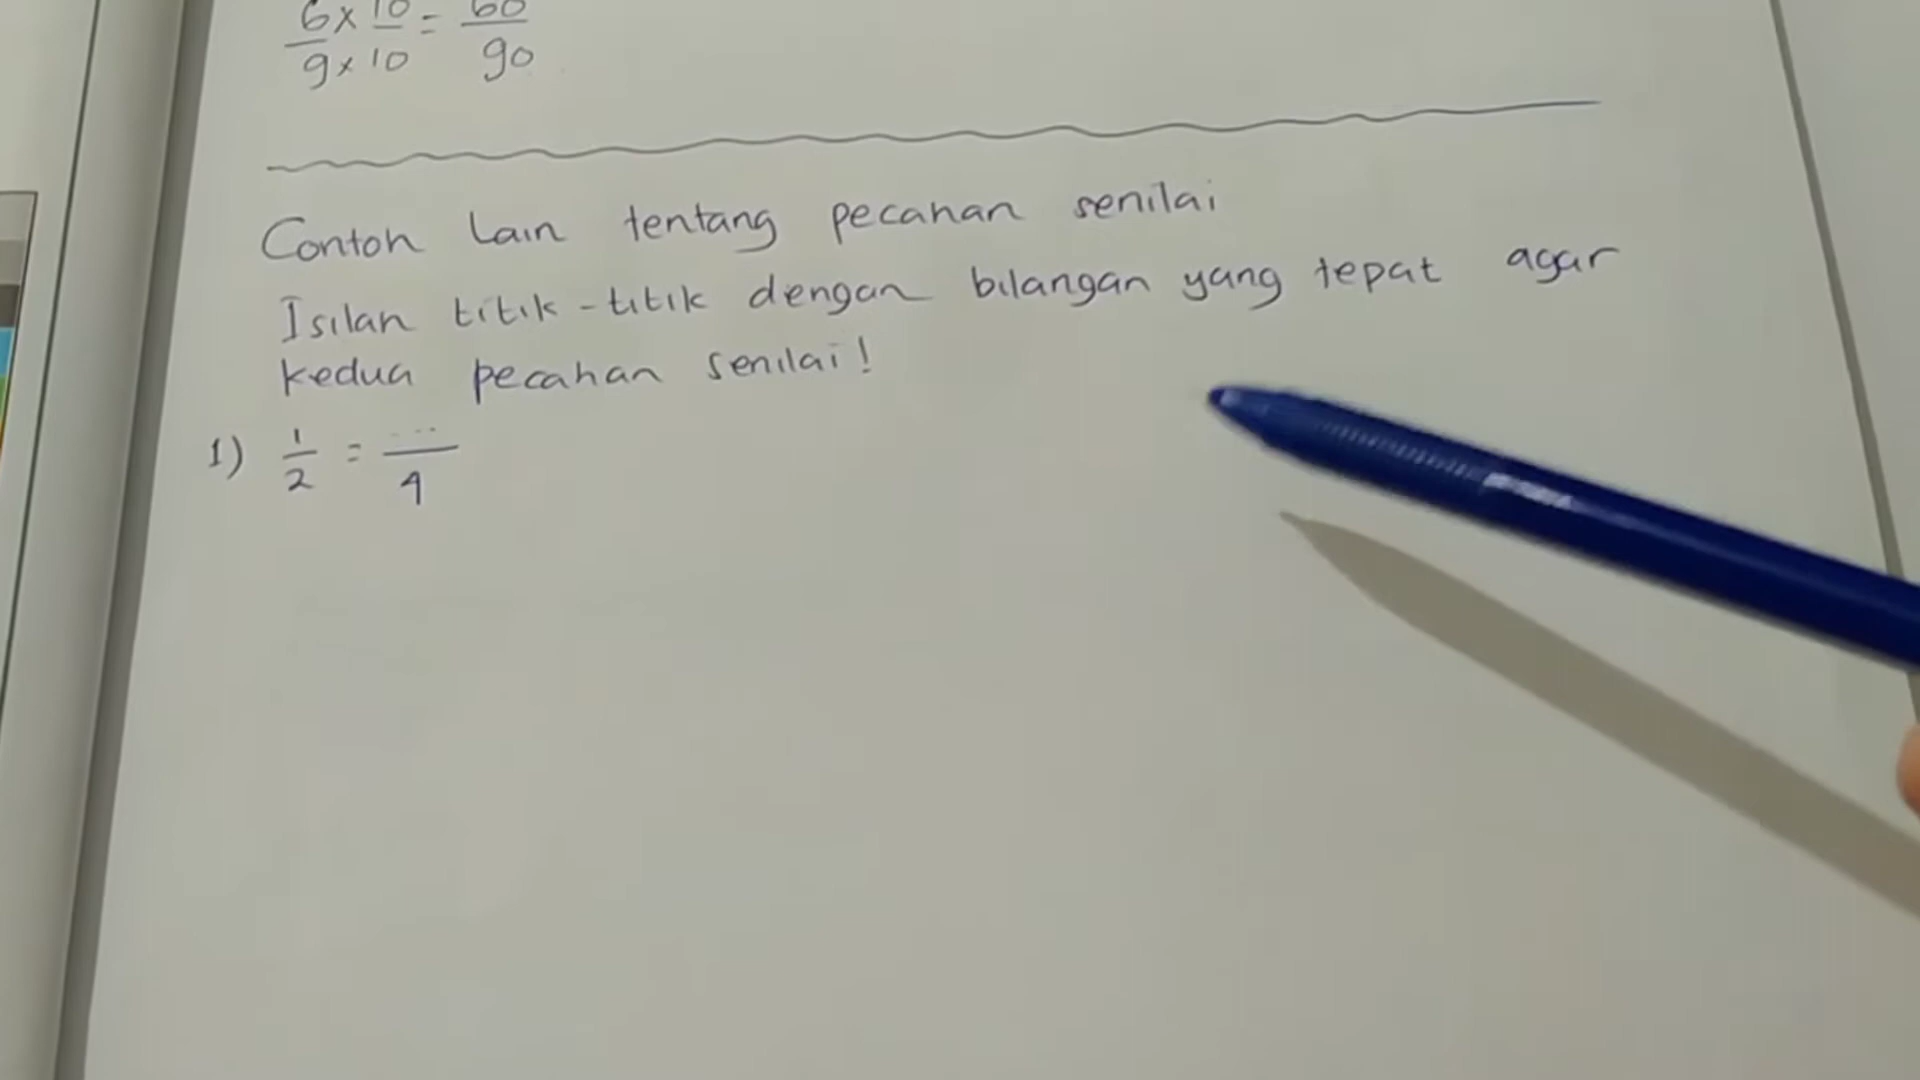 6 x 10 = 60
9 x 10 90
Contoh Lain tentang pecahan senilai
Isilah titik-titik dengan bilangan yang tepat agar
kedua pecahan senilai!
1) 1/2 = .../4